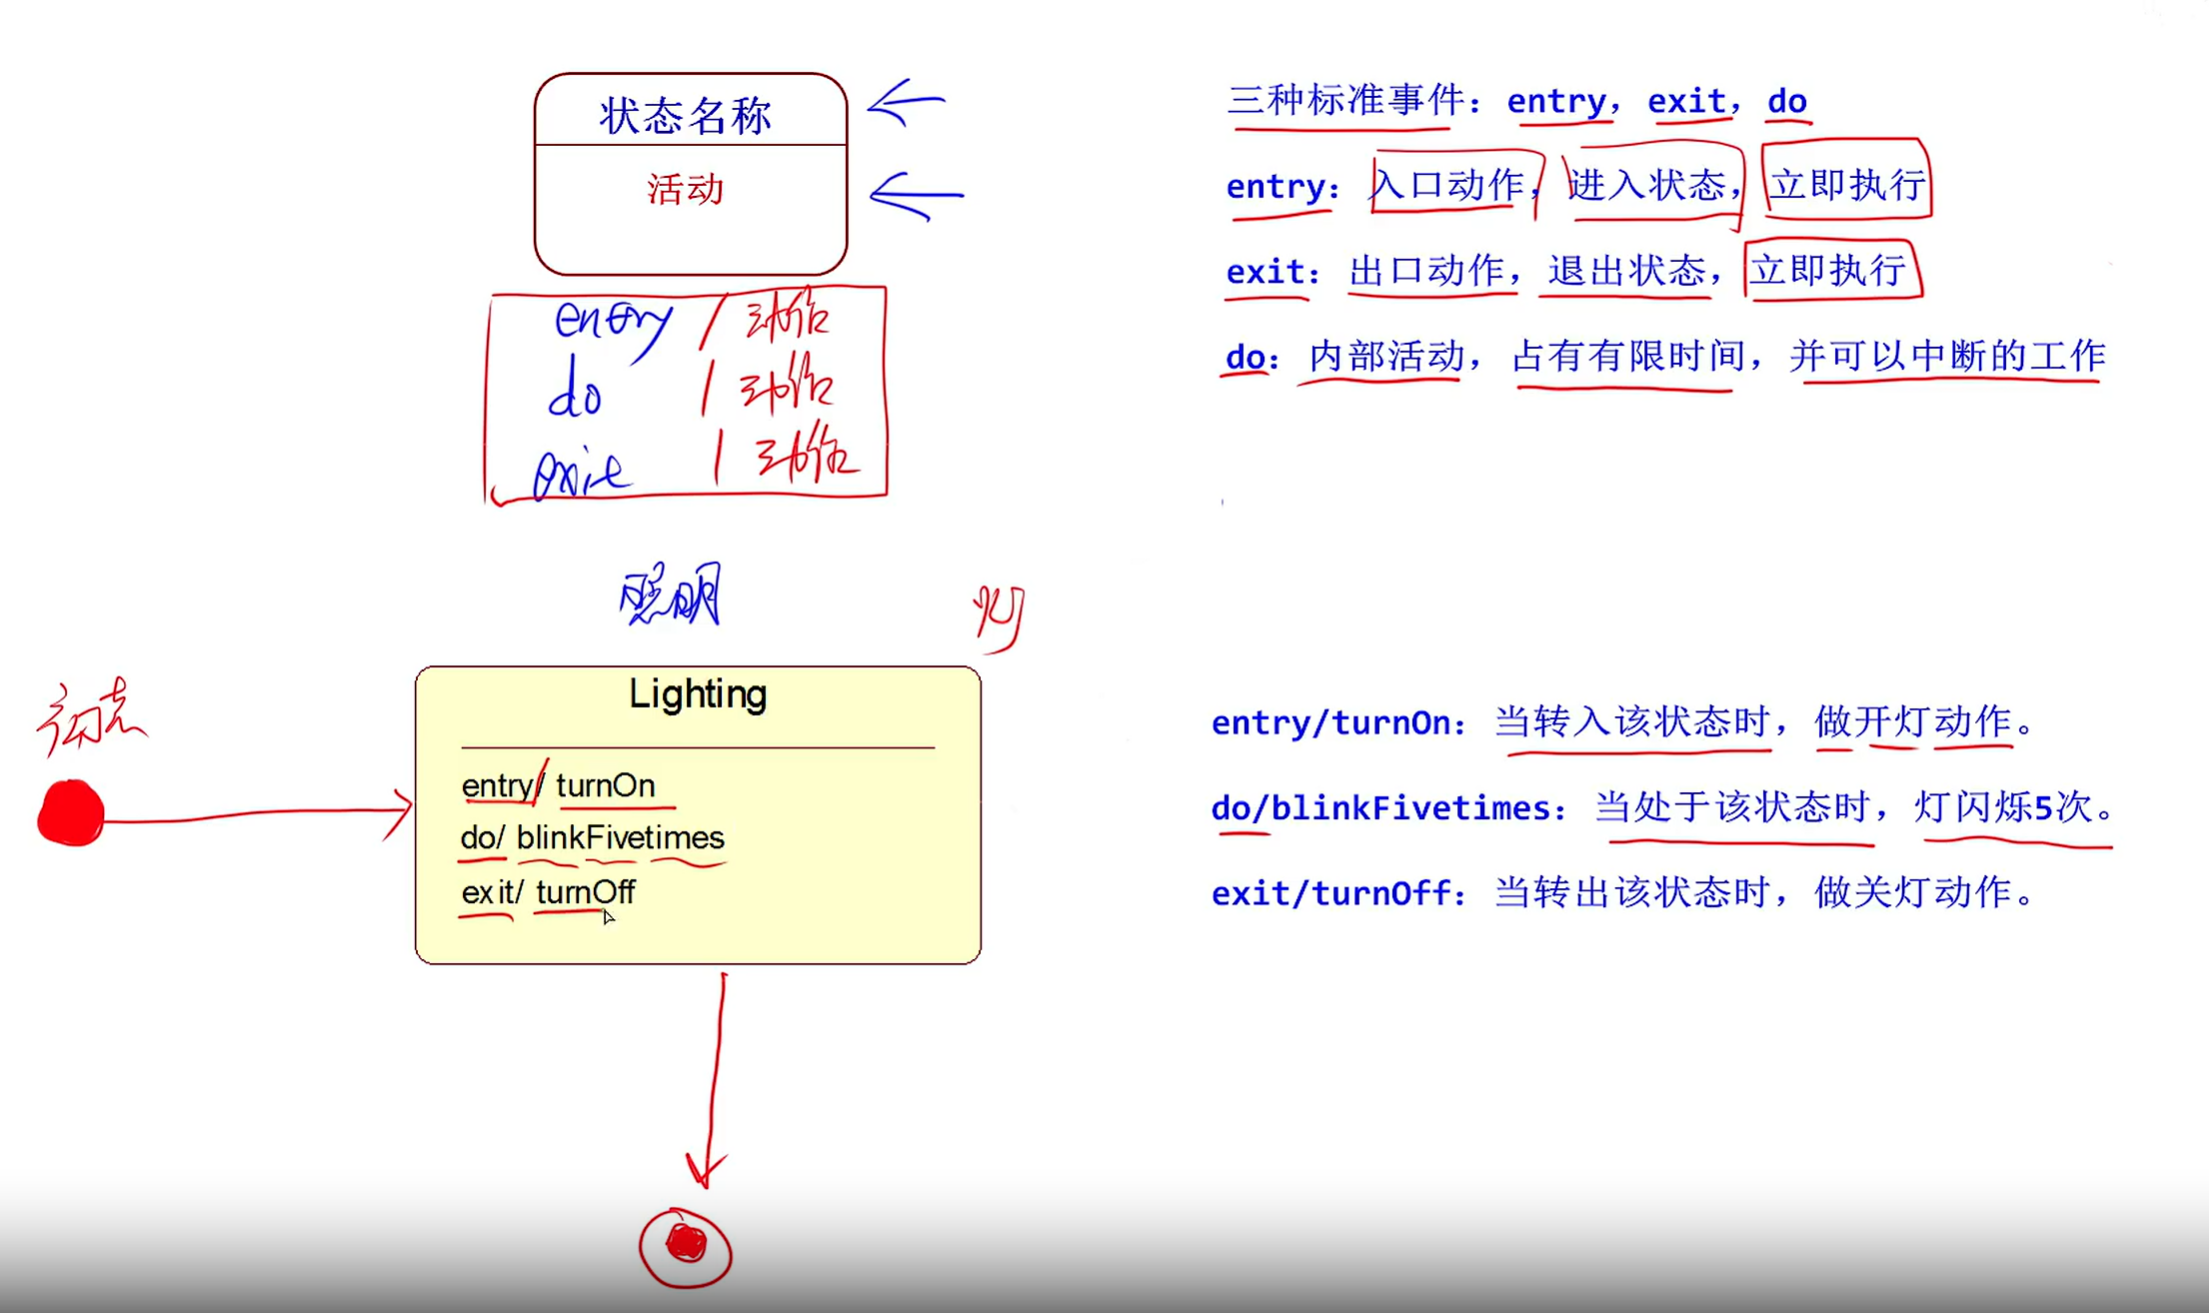 状态名称
活动
entry / 动作
do / 动作
exit / 动作
三种标准事件：entry，exit，do
entry：入口动作，进入状态，立即执行
exit：出口动作，退出状态，立即执行
do：内部活动，占有有限时间，并可以中断的工作
照明
灯
初态
Lighting
entry/ turnOn
do/ blinkFivetimes
exit/ turnOff
entry/turnOn：当转入该状态时，做开灯动作。
do/blinkFivetimes：当处于该状态时，灯闪烁5次。
exit/turnOff：当转出该状态时，做关灯动作。